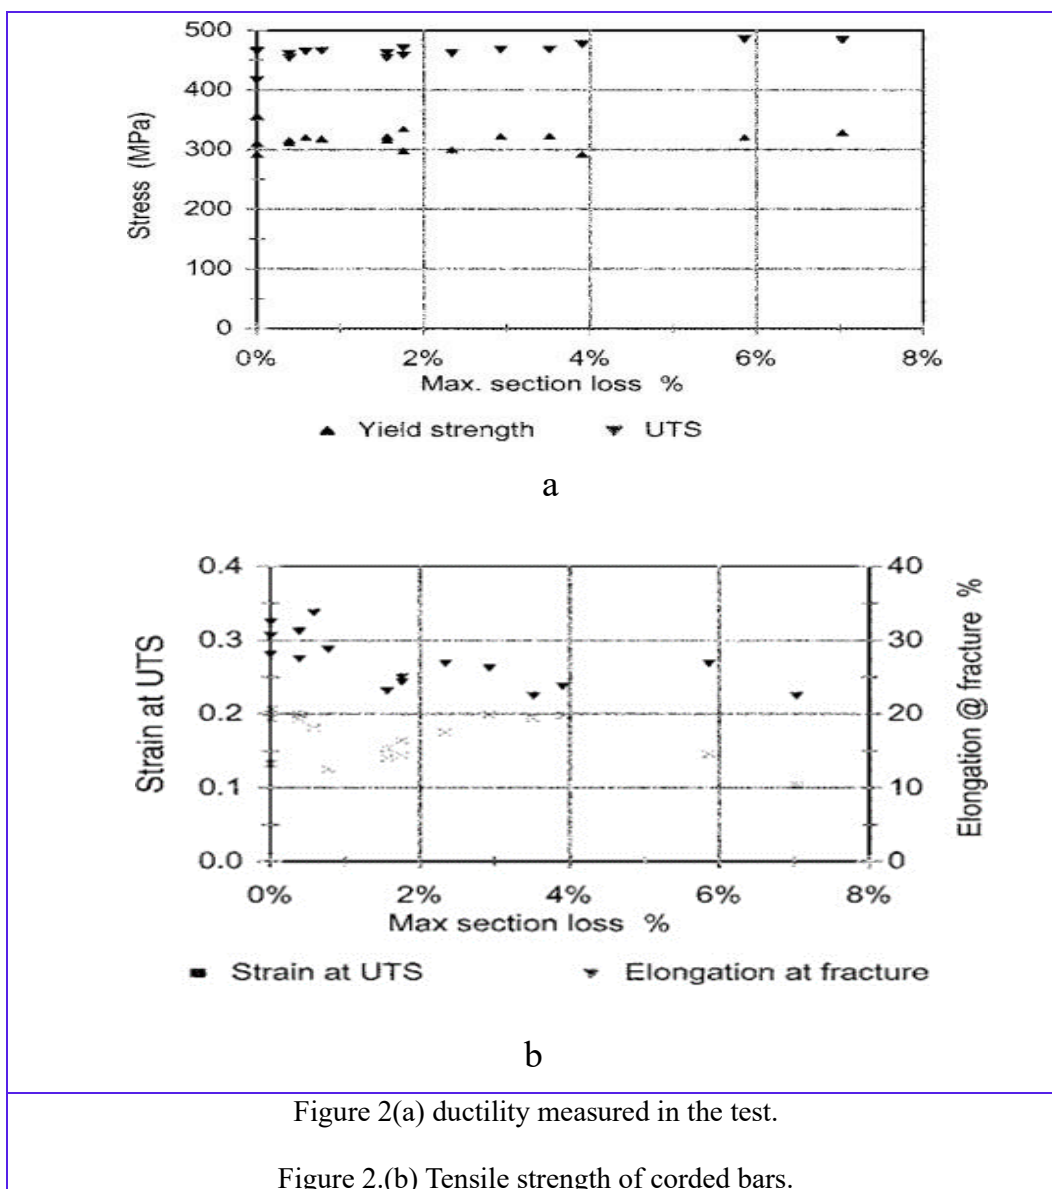 500
400
300
200
100
0
Stress (MPa)
0% 2% 4% 6% 8%
Max. section loss %
Yield strength UTS
a
0.4 40
0.3 30
0.2 20
0.1 10
0.0 0
Strain at UTS
Elongation @ fracture %
0% 2% 4% 6% 8%
Max section loss %
Strain at UTS Elongation at fracture
b
Figure 2(a) ductility measured in the test.
Figure 2.(b) Tensile strength of corded bars.